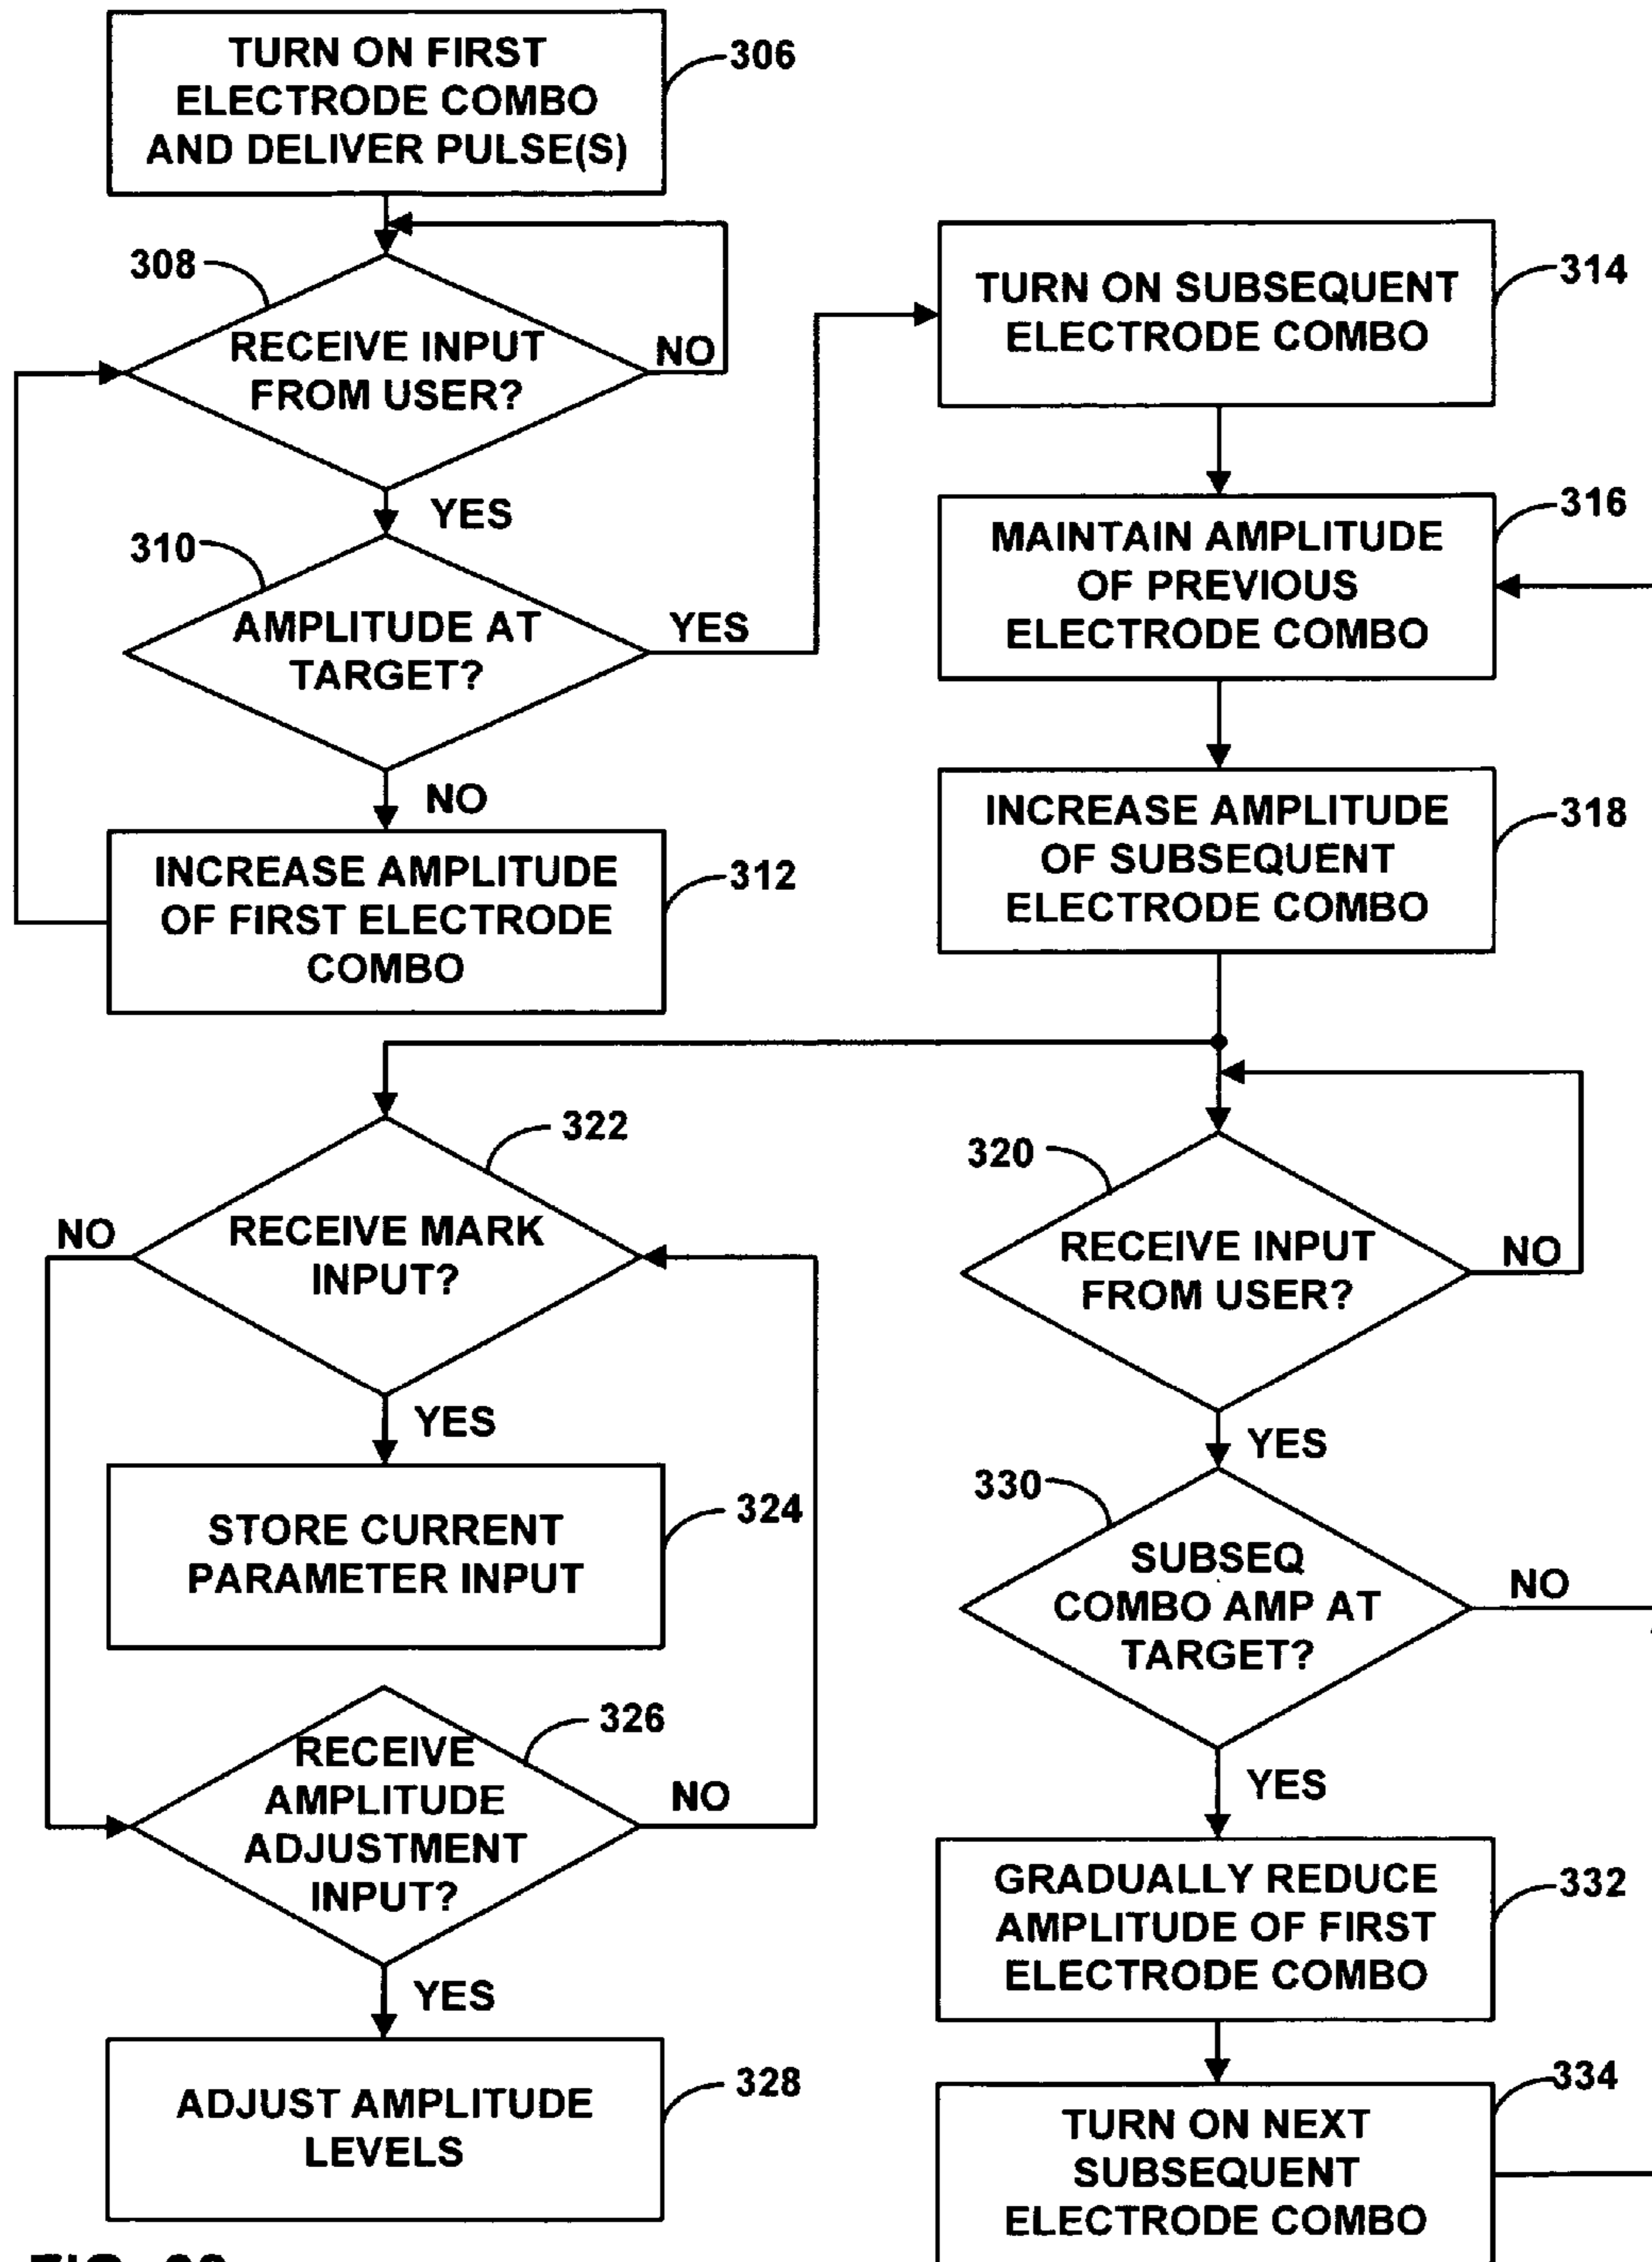 TURN ON FIRST
ELECTRODE COMBO
AND DELIVER PULSE(S)
306
308
RECEIVE INPUT
FROM USER?
NO
YES
310
AMPLITUDE AT
TARGET?
YES
NO
INCREASE AMPLITUDE
OF FIRST ELECTRODE
COMBO
312
TURN ON SUBSEQUENT
ELECTRODE COMBO
314
MAINTAIN AMPLITUDE
OF PREVIOUS
ELECTRODE COMBO
316
INCREASE AMPLITUDE
OF SUBSEQUENT
ELECTRODE COMBO
318
322
RECEIVE MARK
INPUT?
NO
YES
STORE CURRENT
PARAMETER INPUT
324
326
RECEIVE
AMPLITUDE
ADJUSTMENT
INPUT?
NO
YES
ADJUST AMPLITUDE
LEVELS
328
320
RECEIVE INPUT
FROM USER?
NO
YES
330
SUBSEQ
COMBO AMP AT
TARGET?
NO
YES
GRADUALLY REDUCE
AMPLITUDE OF FIRST
ELECTRODE COMBO
332
TURN ON NEXT
SUBSEQUENT
ELECTRODE COMBO
334